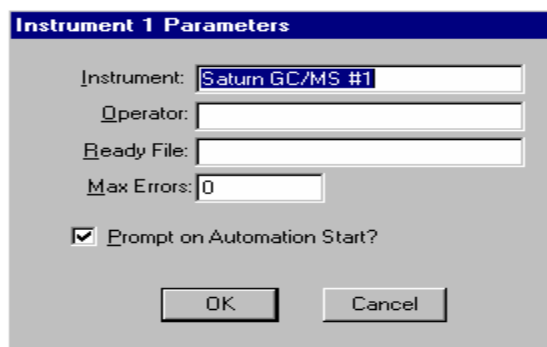 Instrument 1 Parameters
Instrument: Saturn GC/MS #1
Operator:
Ready File:
Max Errors: 0
Prompt on Automation Start?
OK Cancel